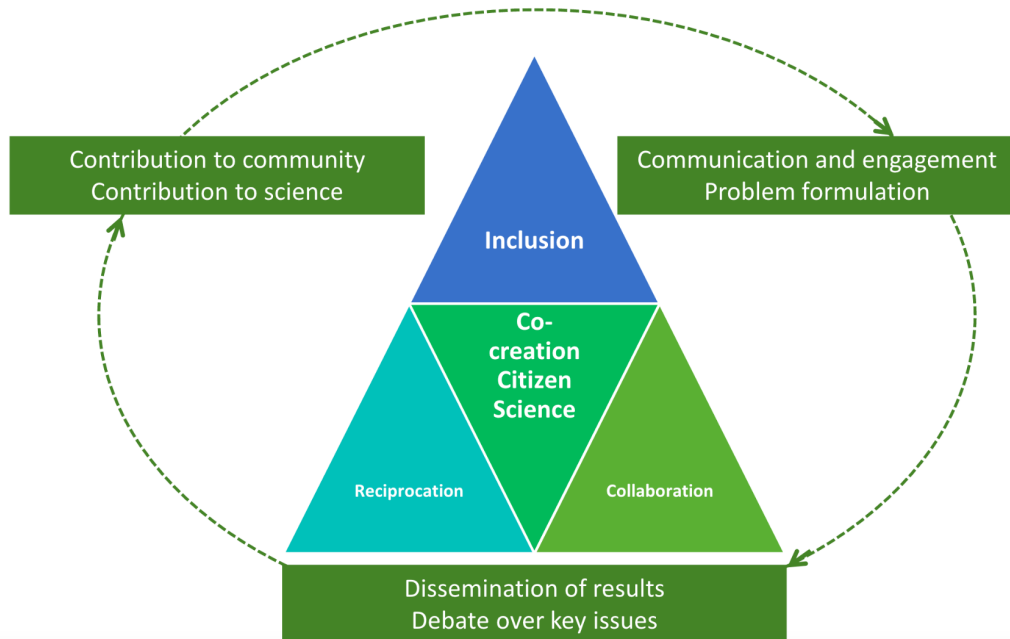 Contribution to community
Contribution to science
Communication and engagement
Problem formulation
Inclusion
Co-
creation
Citizen
Science
Reciprocation
Collaboration
Dissemination of results
Debate over key issues